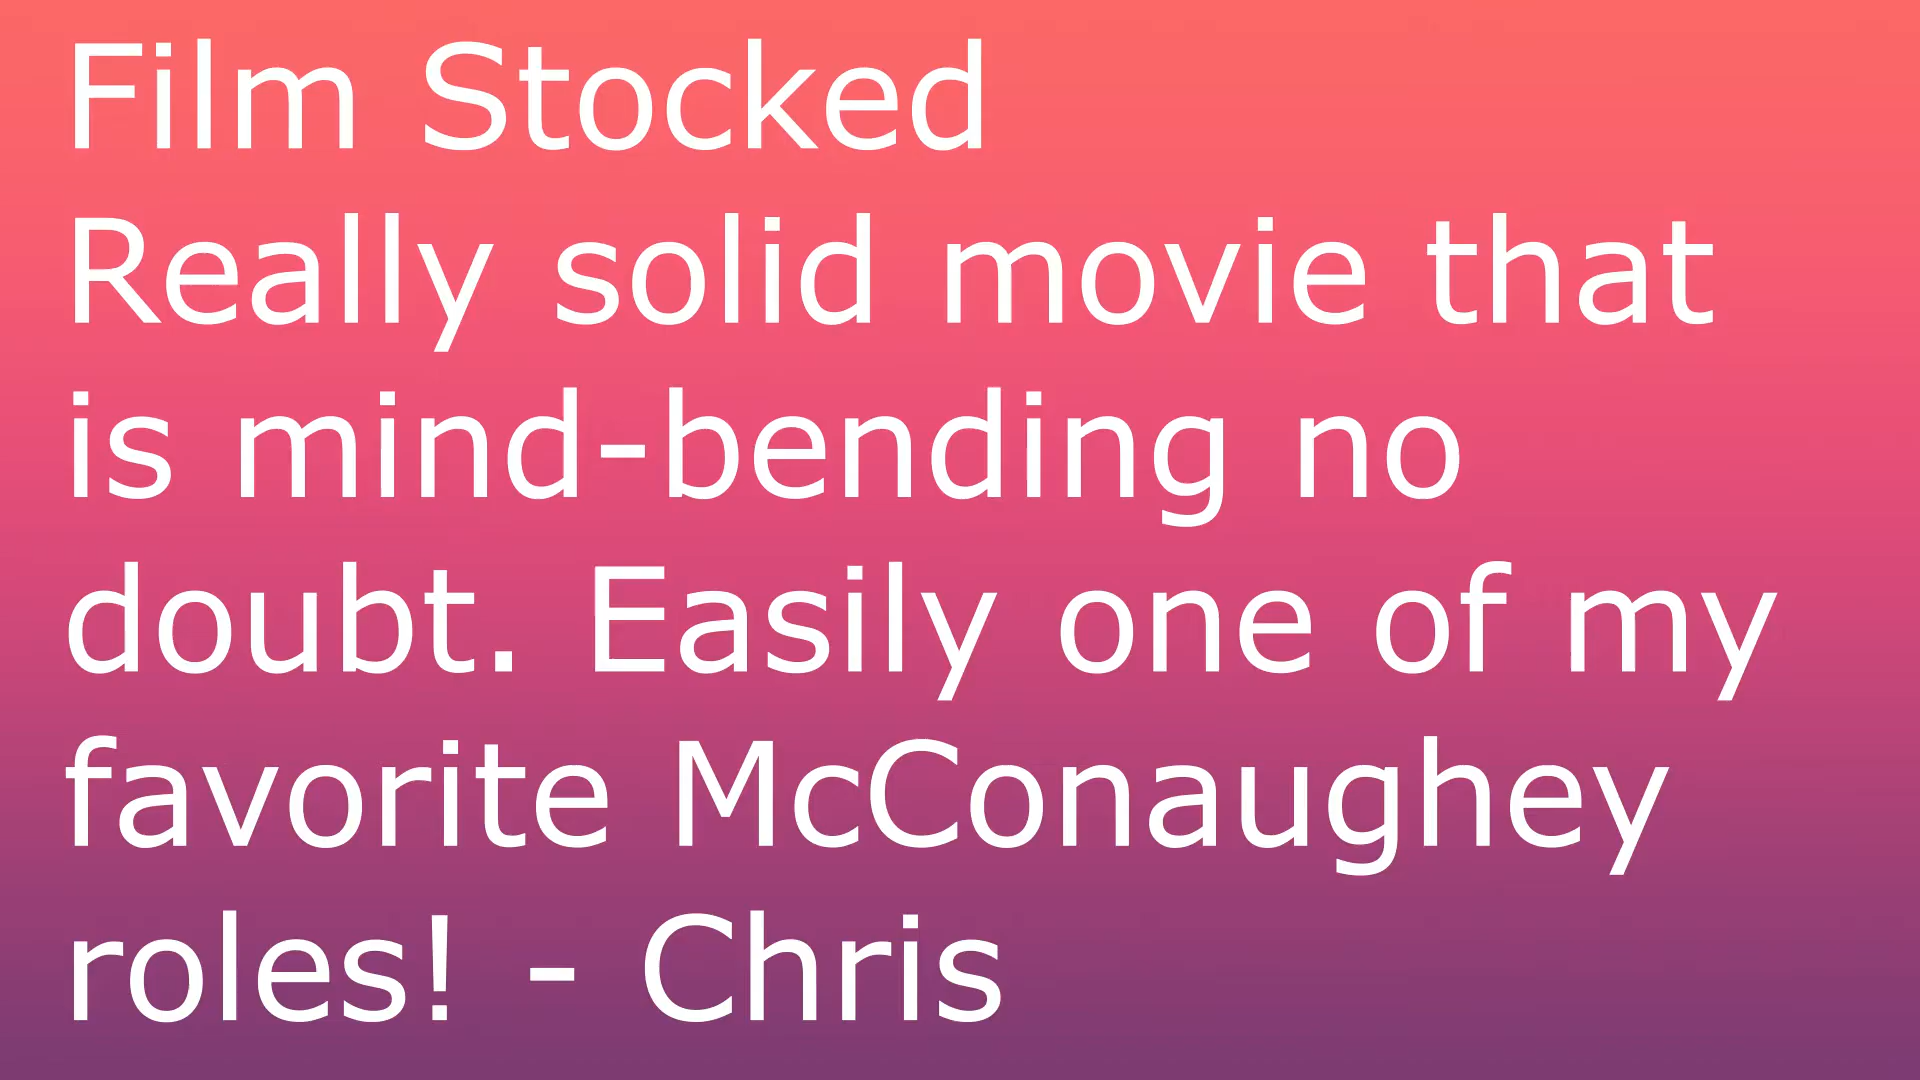 Film Stocked
Really solid movie that
is mind-bending no
doubt. Easily one of my
favorite McConaughey
roles! - Chris